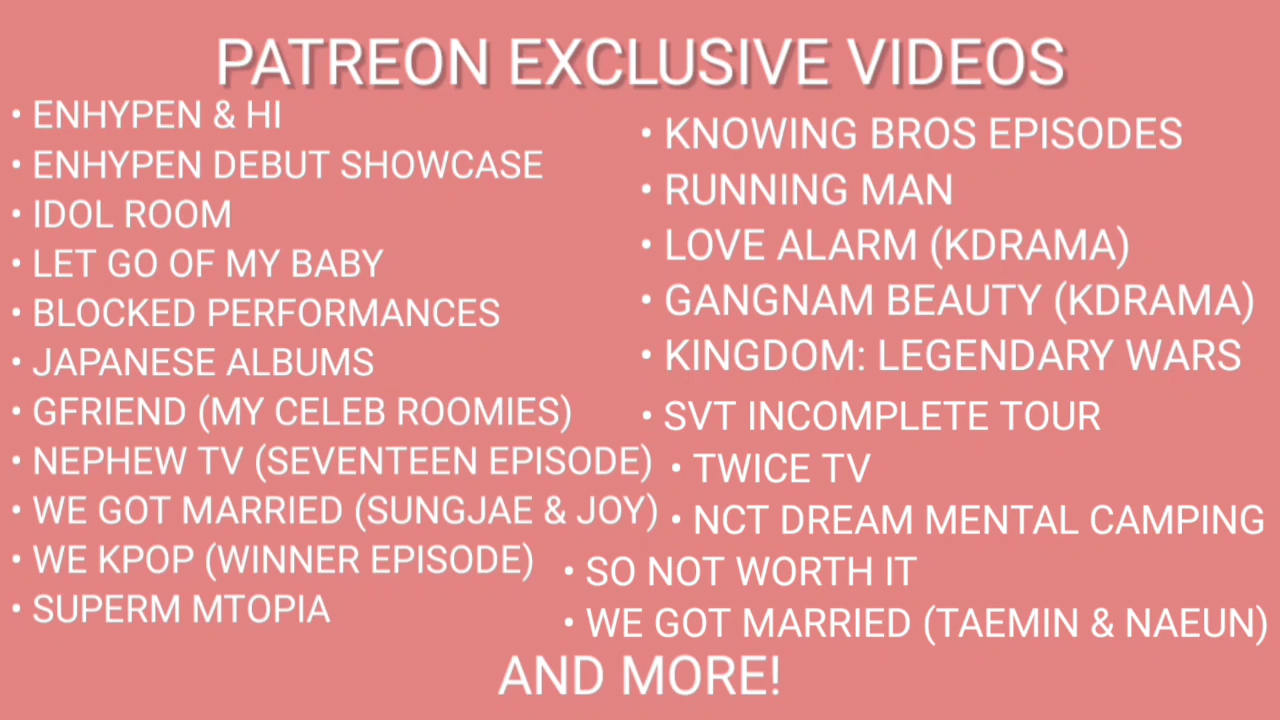 PATREON EXCLUSIVE VIDEOS
• ENHYPEN & HI
• ENHYPEN DEBUT SHOWCASE
• IDOL ROOM
• LET GO OF MY BABY
• BLOCKED PERFORMANCES
• JAPANESE ALBUMS
• GFRIEND (MY CELEB ROOMIES)
• NEPHEW TV (SEVENTEEN EPISODE)
• WE GOT MARRIED (SUNGJAE & JOY)
• WE KPOP (WINNER EPISODE)
• SUPERM MTOPIA
• KNOWING BROS EPISODES
• RUNNING MAN
• LOVE ALARM (KDRAMA)
• GANGNAM BEAUTY (KDRAMA)
• KINGDOM: LEGENDARY WARS
• SVT INCOMPLETE TOUR
• TWICE TV
• NCT DREAM MENTAL CAMPING
• SO NOT WORTH IT
• WE GOT MARRIED (TAEMIN & NAEUN)
AND MORE!